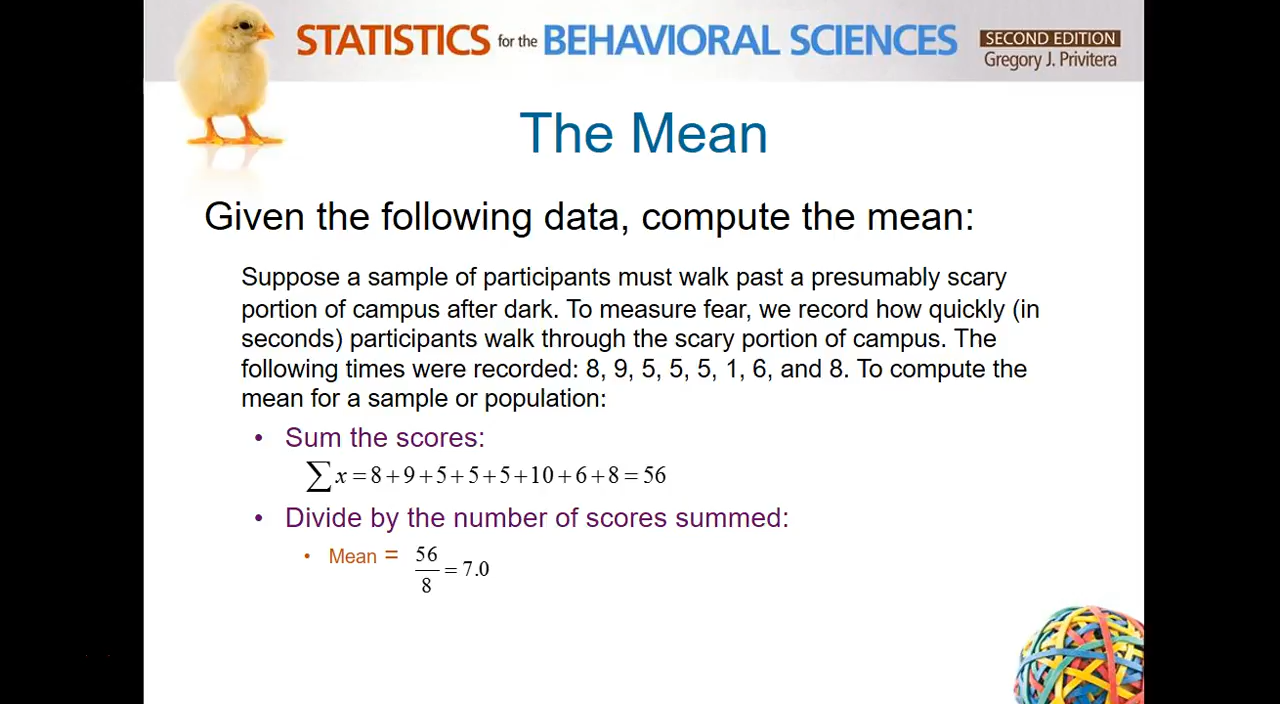 STATISTICS for the BEHAVIORAL SCIENCES SECOND EDITION
Gregory J. Privitera
The Mean
Given the following data, compute the mean:
Suppose a sample of participants must walk past a presumably scary
portion of campus after dark. To measure fear, we record how quickly (in
seconds) participants walk through the scary portion of campus. The
following times were recorded: 8, 9, 5, 5, 5, 1, 6, and 8. To compute the
mean for a sample or population:
• Sum the scores:
∑ x = 8 + 9 + 5 + 5 + 5 + 10 + 6 + 8 = 56
• Divide by the number of scores summed:
• Mean = 56/8 = 7.0